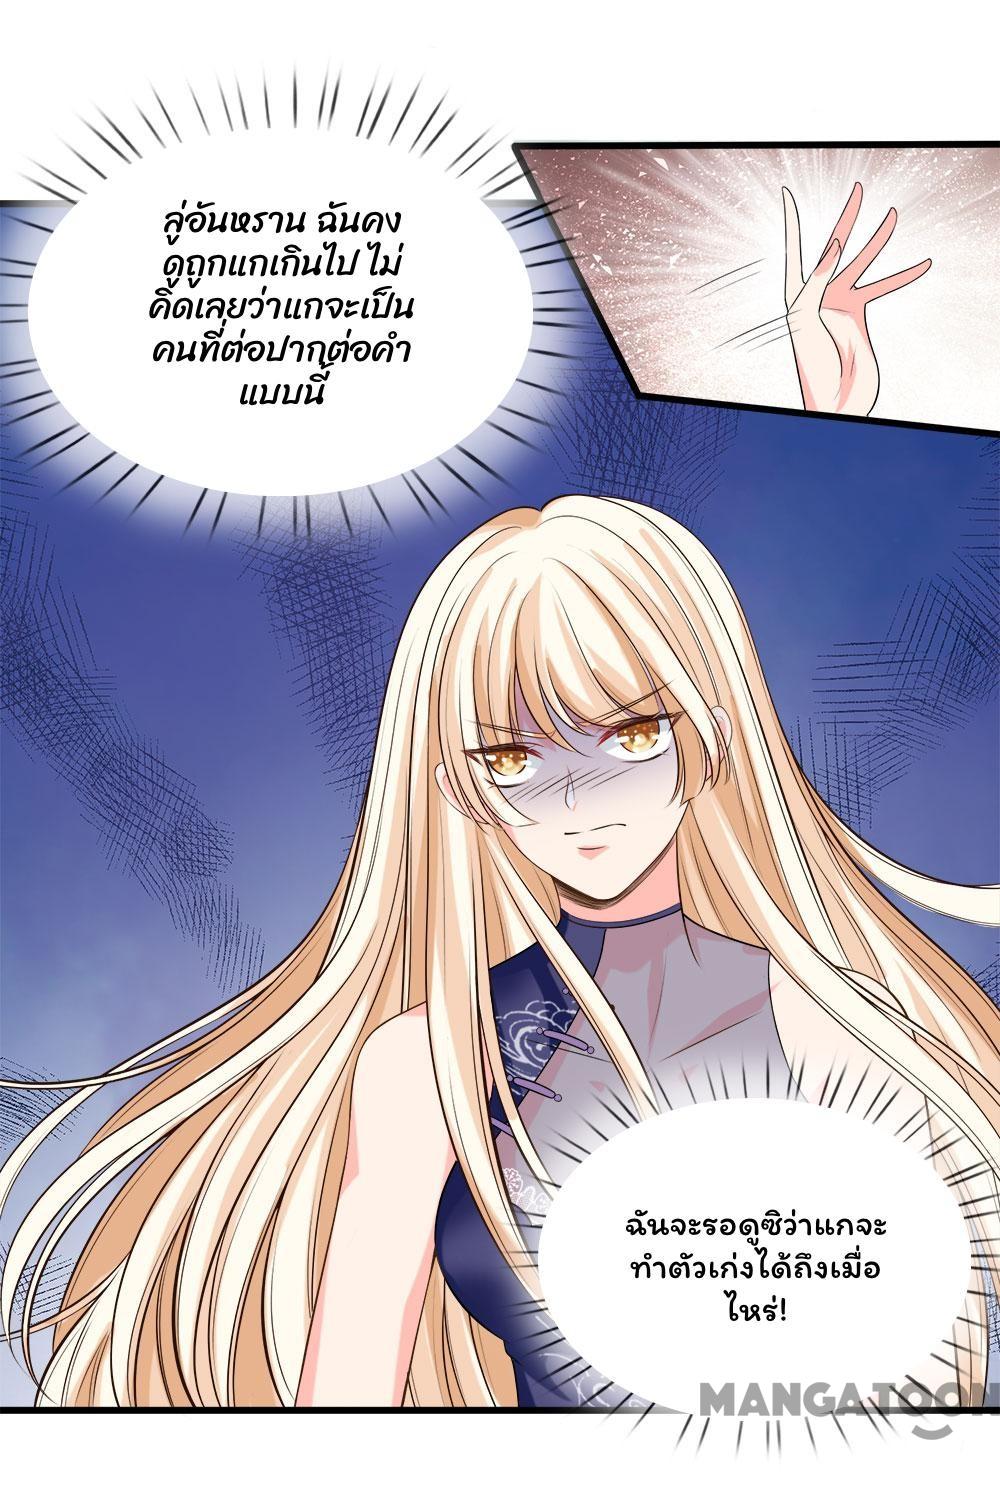 ลู่อันหราน ฉันคง
ดูถูกแกเกินไป ไม่
คิดเลยว่าแกจะเป็น
คนที่ต่อปากต่อคำ
แบบนี้
ฉันจะรอดูซิว่าแกจะ
ทำตัวเก่งได้ถึงเมื่อ
ไหร่!
MANGATOON